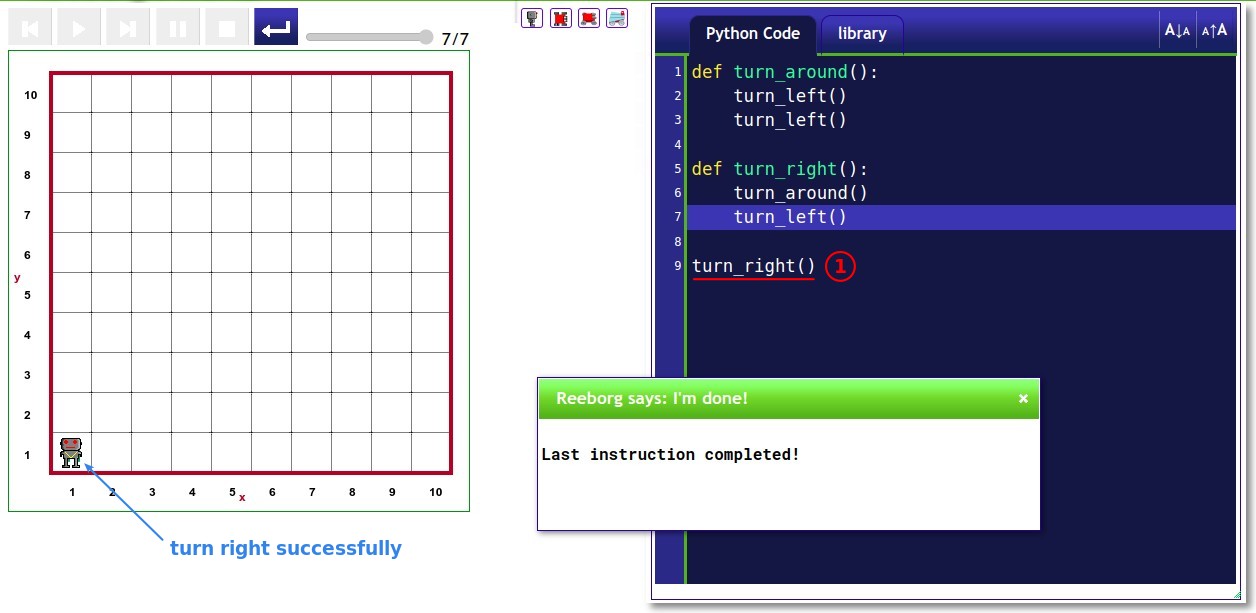 7/7
Python Code
library
A↓A
A↑A
10
9
8
7
6
y
5
4
3
2
1
1 2 3 4 5 x 6 7 8 9 10
turn right successfully
1 def turn_around():
2     turn_left()
3     turn_left()
4
5 def turn_right():
6     turn_around()
7     turn_left()
8
9 turn_right() ①
Reeborg says: I'm done! ×
Last instruction completed!